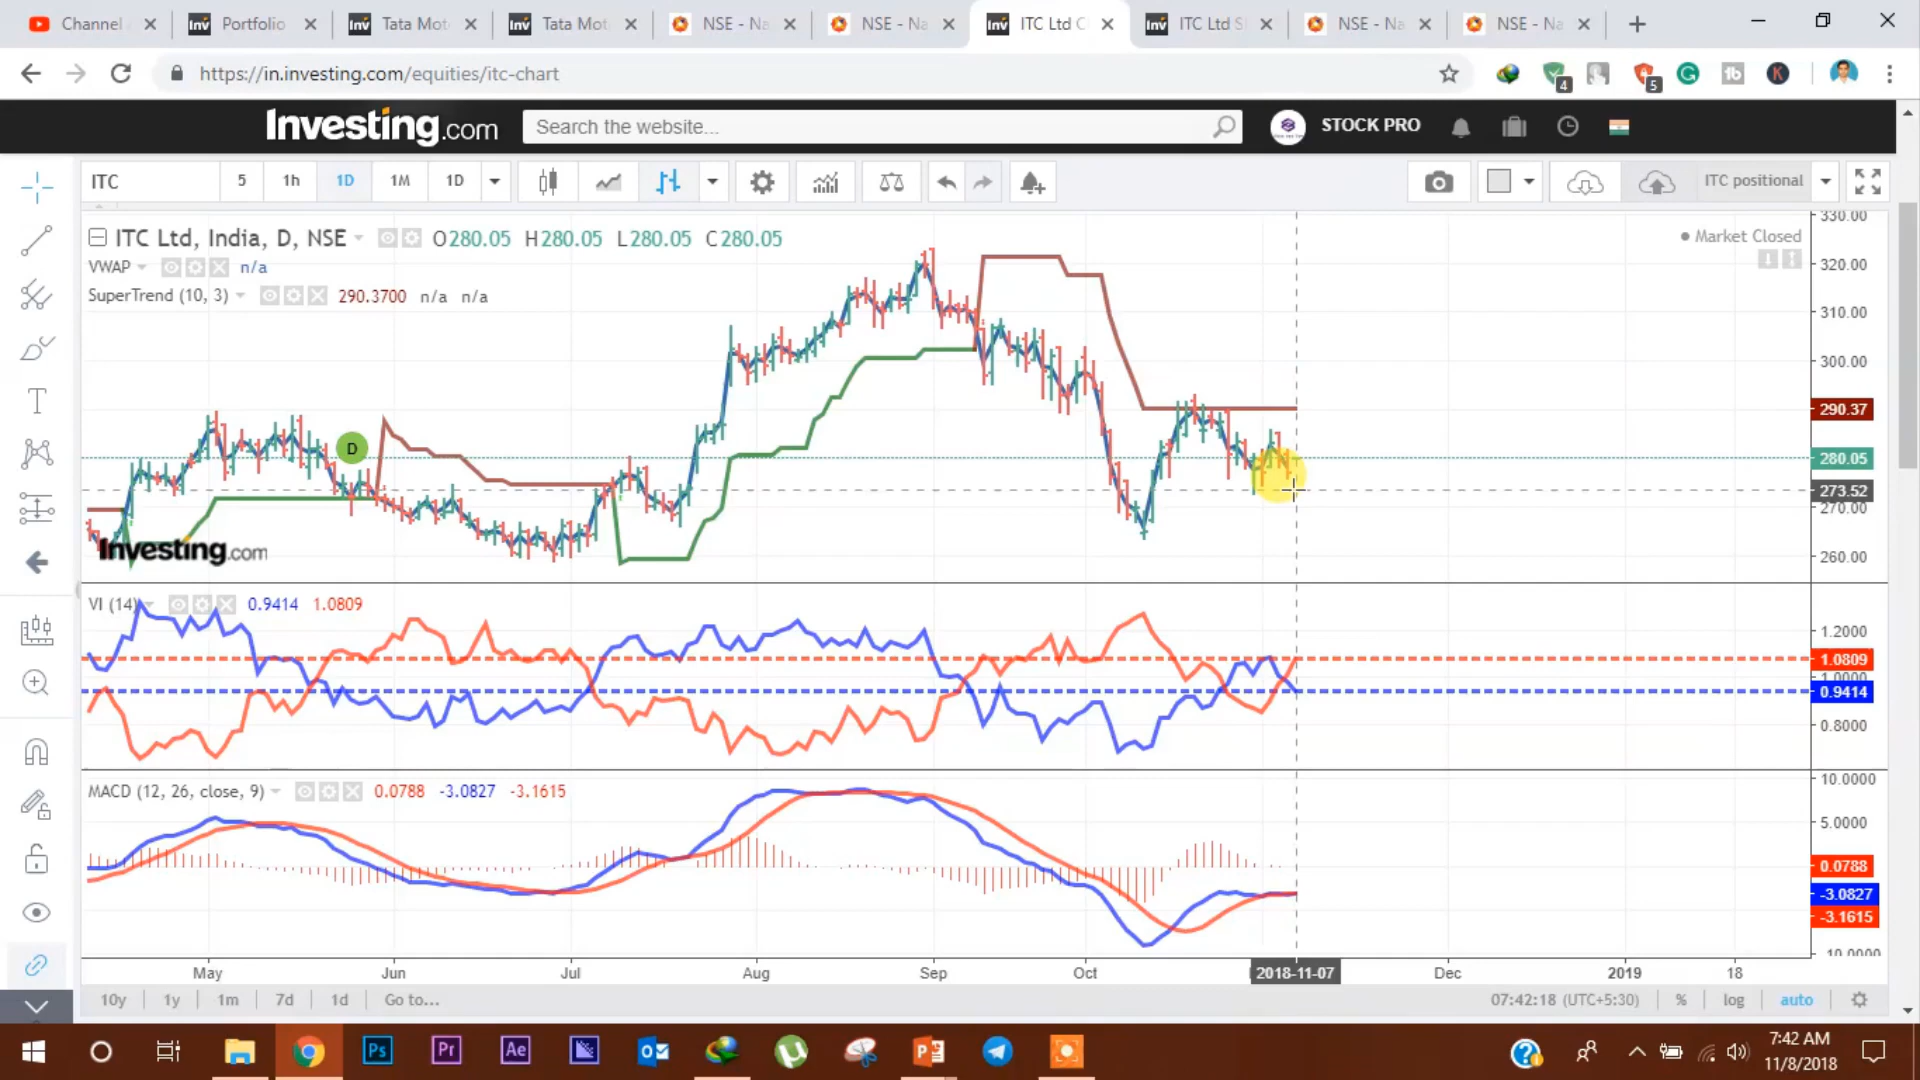 Channel
Portfolio
Tata Mot
Tata Mot
NSE - Na
NSE - Na
ITC Ltd C
ITC Ltd S
NSE - Na
NSE - Na
https://in.investing.com/equities/itc-chart
4
5
Investing.com
Search the website...
STOCK PRO
ITC
5
1h
1D
1M
1D
ITC positional
ITC Ltd, India, D, NSE
O280.05 H280.05 L280.05 C280.05
Market Closed
VWAP
n/a
SuperTrend (10, 3)
290.3700 n/a n/a
330.00
320.00
310.00
300.00
290.37
280.05
273.52
270.00
260.00
D
Investing.com
VI (14)
0.9414 1.0809
1.2000
1.0809
1.0000
0.9414
0.8000
MACD (12, 26, close, 9)
0.0788 -3.0827 -3.1615
10.0000
5.0000
0.0788
-3.0827
-3.1615
10.0000
May
Jun
Jul
Aug
Sep
Oct
2018-11-07
Dec
2019
18
10y
1y
1m
7d
1d
Go to...
07:42:18 (UTC+5:30)
%
log
auto
Ps
Pr
Ae
7:42 AM
11/8/2018